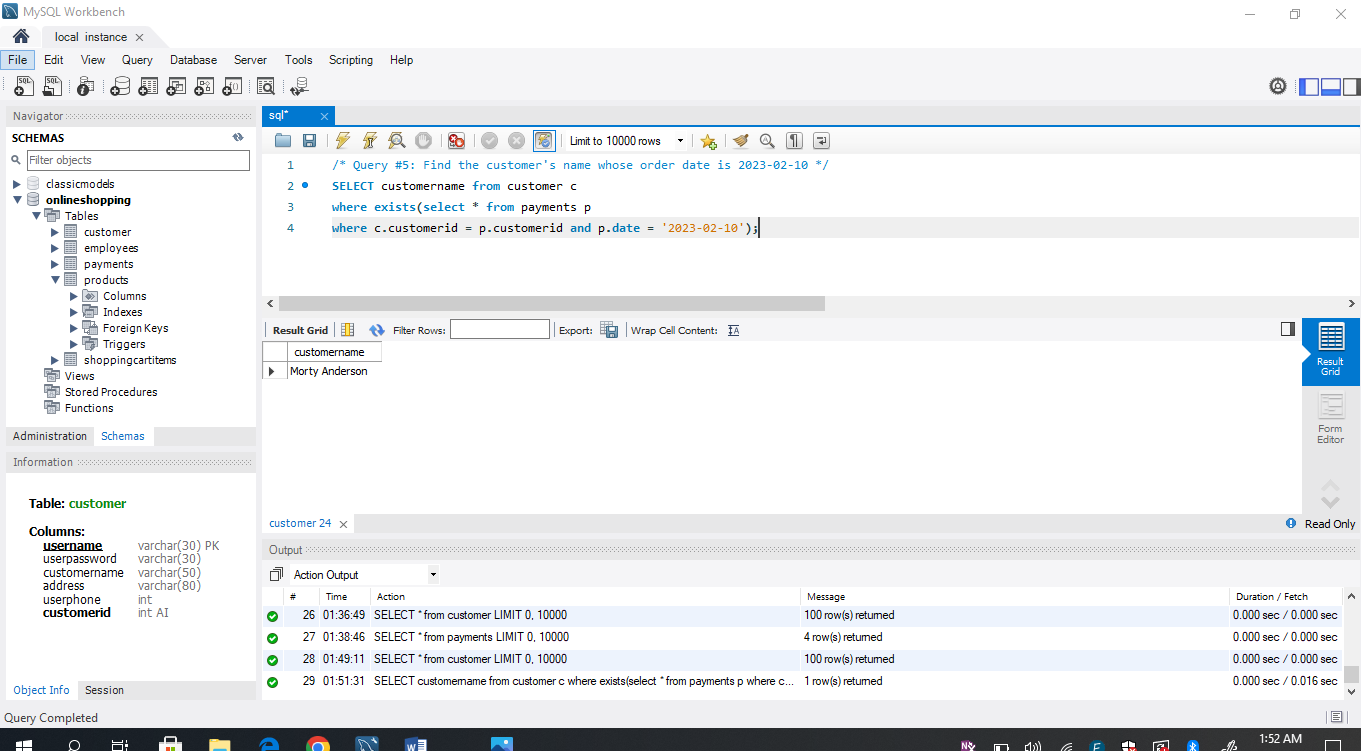 MySQL Workbench
local instance
File Edit View Query Database Server Tools Scripting Help
Navigator
SCHEMAS
Filter objects
classicmodels
onlineshopping
Tables
customer
employees
payments
products
Columns
Indexes
Foreign Keys
Triggers
shoppingcartitems
Views
Stored Procedures
Functions
Administration Schemas
Information
Table: customer
Columns:
username varchar(30) PK
userpassword varchar(30)
customername varchar(50)
address varchar(80)
userphone int
customerid int AI
Object Info Session
sql*
Limit to 10000 rows
1 /* Query #5: Find the customer's name whose order date is 2023-02-10 */
2 SELECT customername from customer c
3 where exists(select * from payments p
4 where c.customerid = p.customerid and p.date = '2023-02-10');
Result Grid Filter Rows: Export: Wrap Cell Content:
customername
Morty Anderson
Result
Grid
Form
Editor
customer 24
Read Only
Output
Action Output
# Time Action Message Duration / Fetch
26 01:36:49 SELECT * from customer LIMIT 0, 10000 100 row(s) returned 0.000 sec / 0.000 sec
27 01:38:46 SELECT * from payments LIMIT 0, 10000 4 row(s) returned 0.000 sec / 0.000 sec
28 01:49:11 SELECT * from customer LIMIT 0, 10000 100 row(s) returned 0.000 sec / 0.000 sec
29 01:51:31 SELECT customername from customer c where exists(select * from payments p where c... 1 row(s) returned 0.000 sec / 0.016 sec
Query Completed
1:52 AM